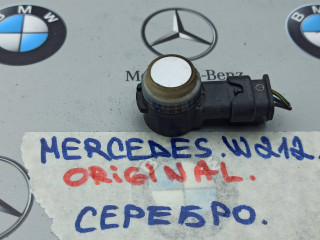 Mercedes-Benz
MERCEDES. W212.
ORIGINAL.
СЕРЕБРО.